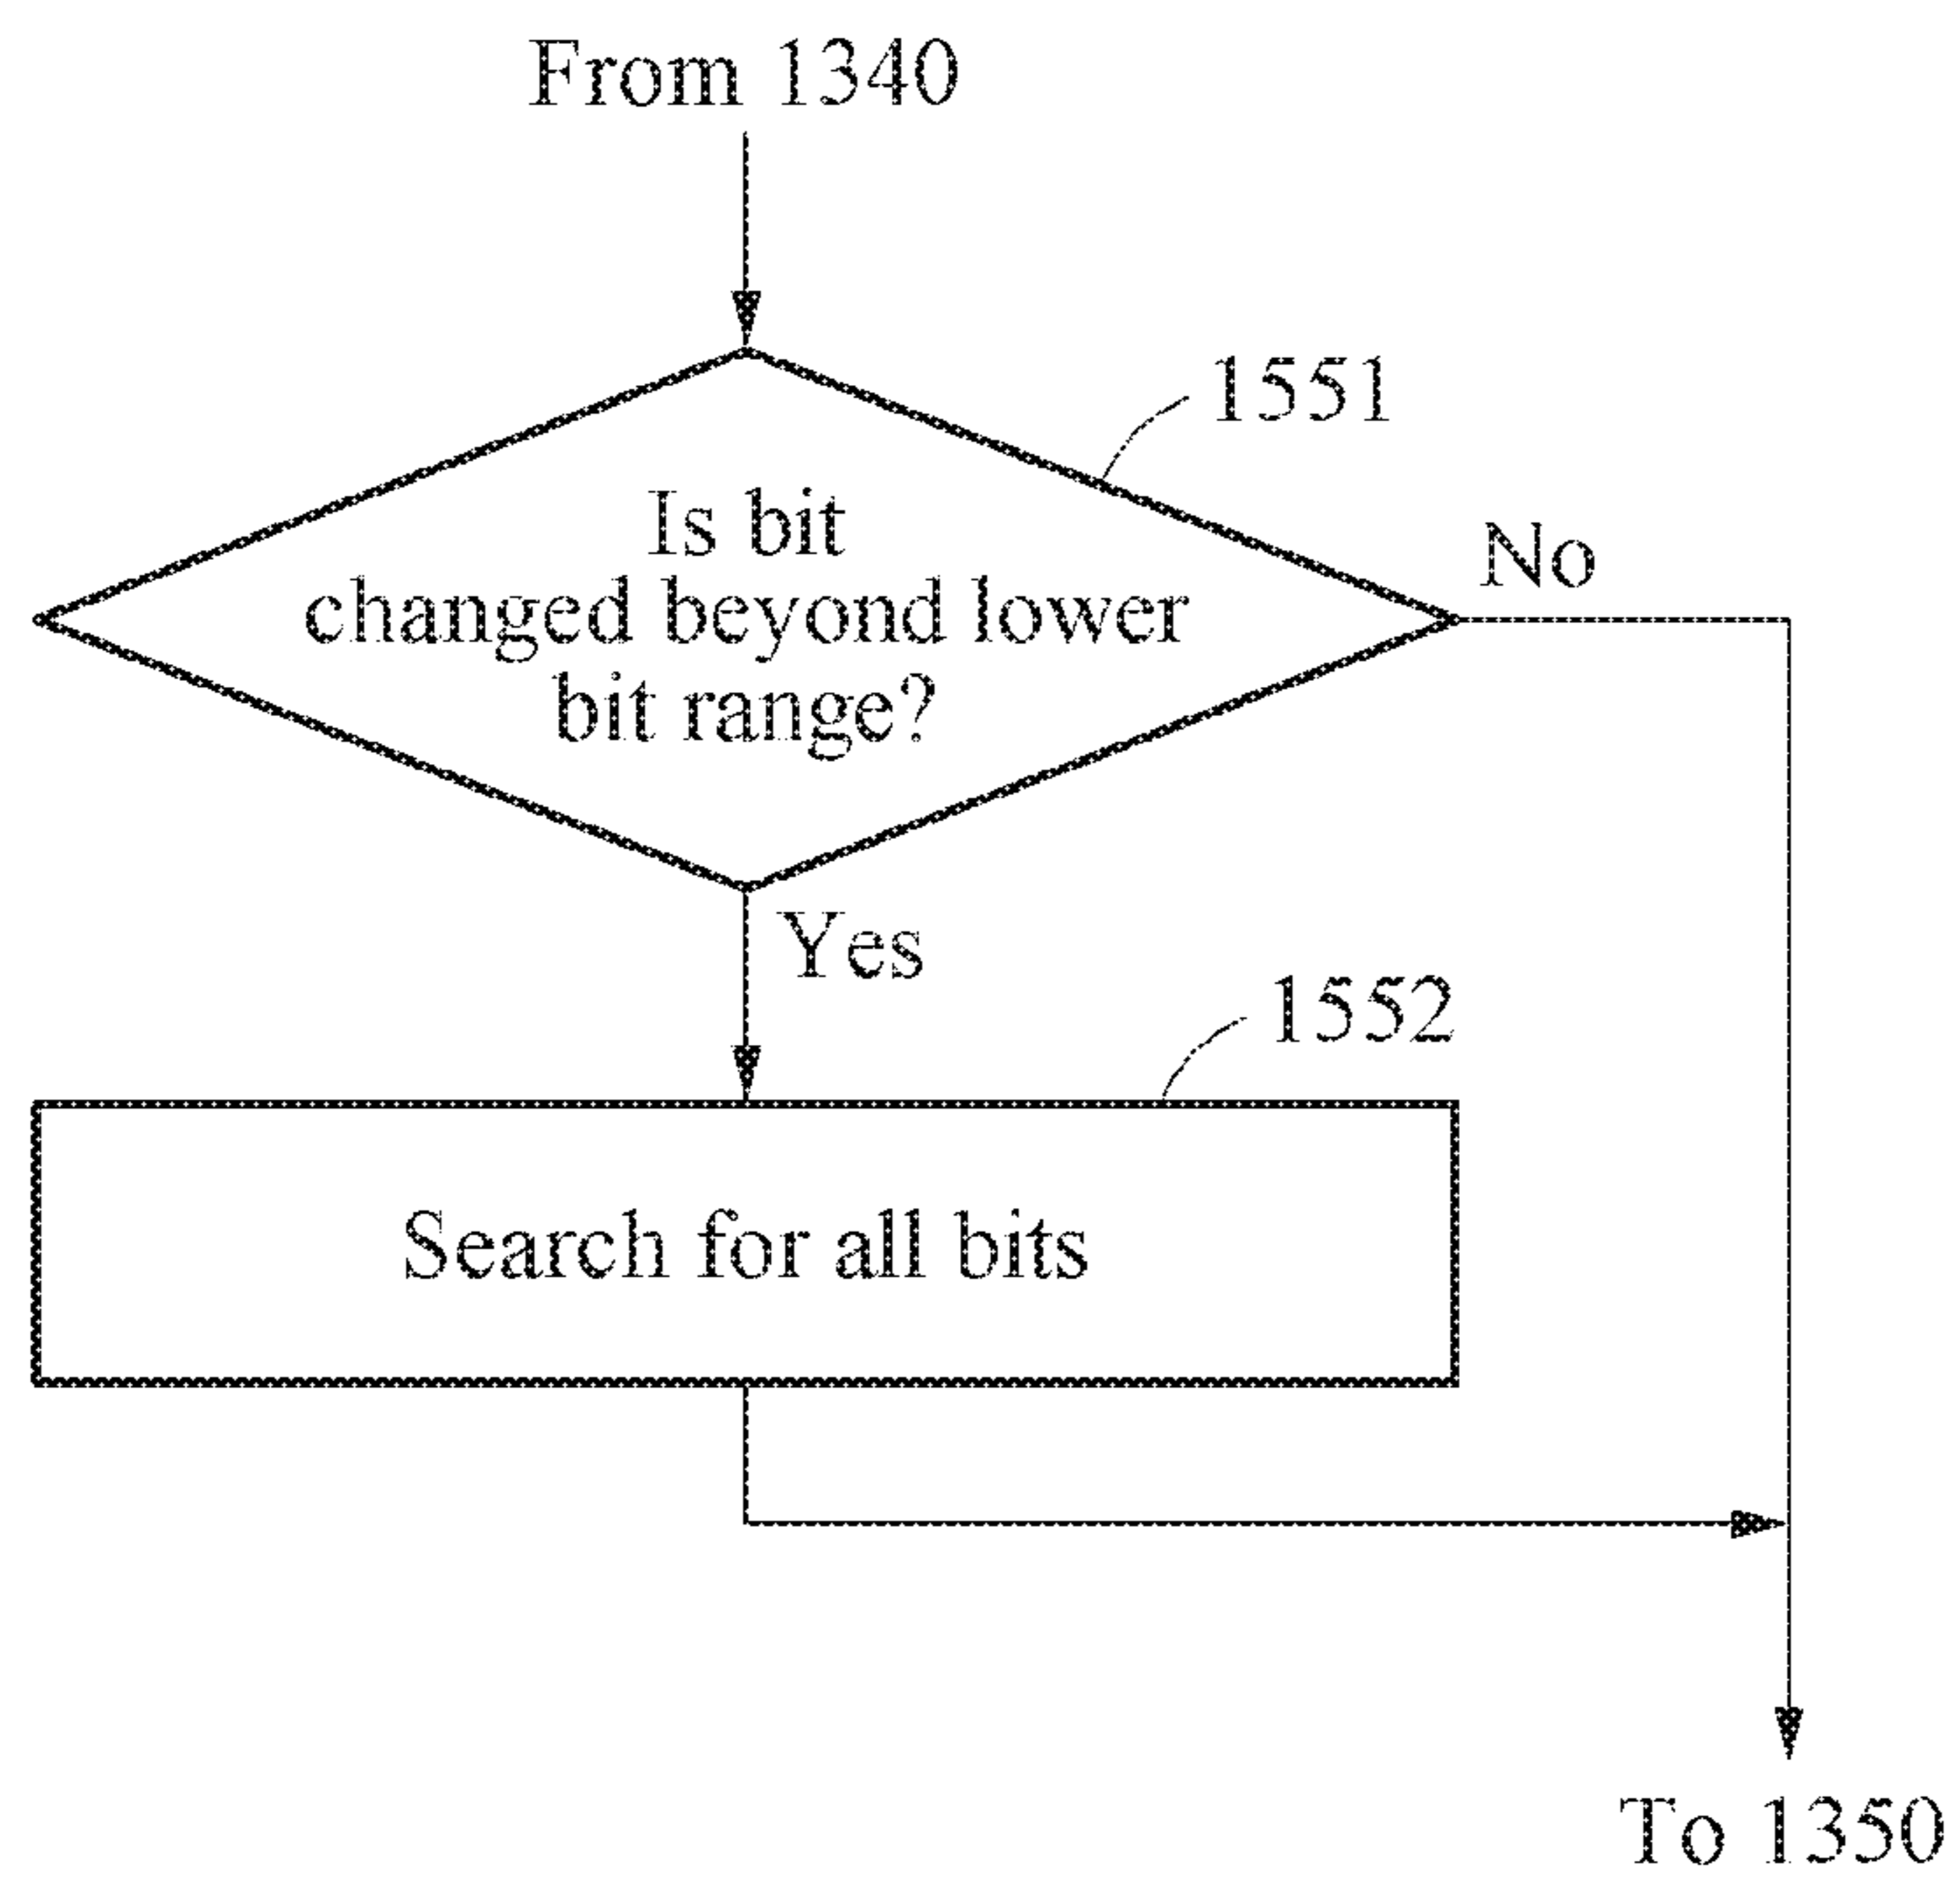 From 1340
1551
Is bit
changed beyond lower
bit range?
No
Yes
1552
Search for all bits
To 1350